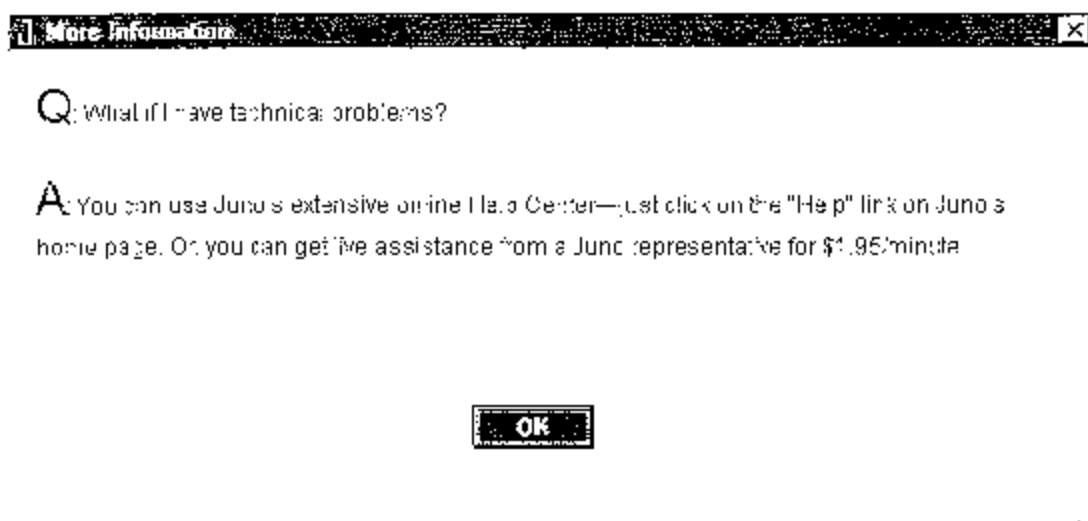 More Information
Q: What if I have technical problems?
A: You can use Juno's extensive online Help Center—just click on the "Help" link on Juno's
home page. Or, you can get live assistance from a Juno representative for $1.95/minute.
OK